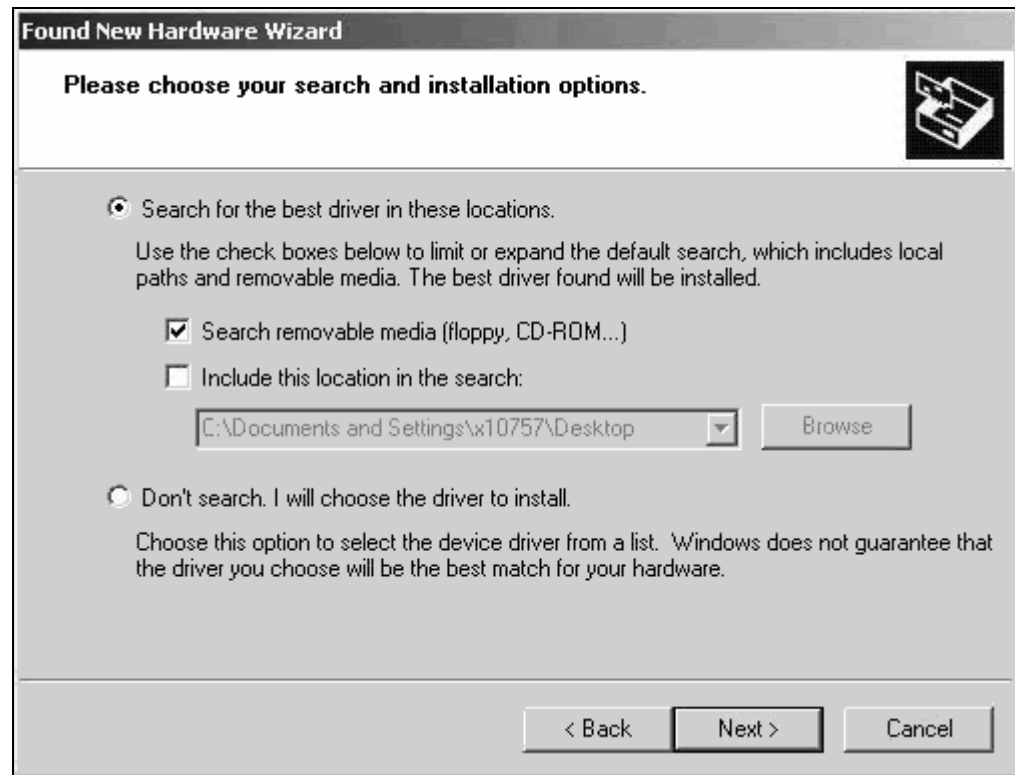 Found New Hardware Wizard
Please choose your search and installation options.
Search for the best driver in these locations.
Use the check boxes below to limit or expand the default search, which includes local
paths and removable media. The best driver found will be installed.
Search removable media (floppy, CD-ROM...)
Include this location in the search:
C:\Documents and Settings\x10757\Desktop
Browse
Don't search. I will choose the driver to install.
Choose this option to select the device driver from a list.  Windows does not guarantee that
the driver you choose will be the best match for your hardware.
< Back
Next >
Cancel